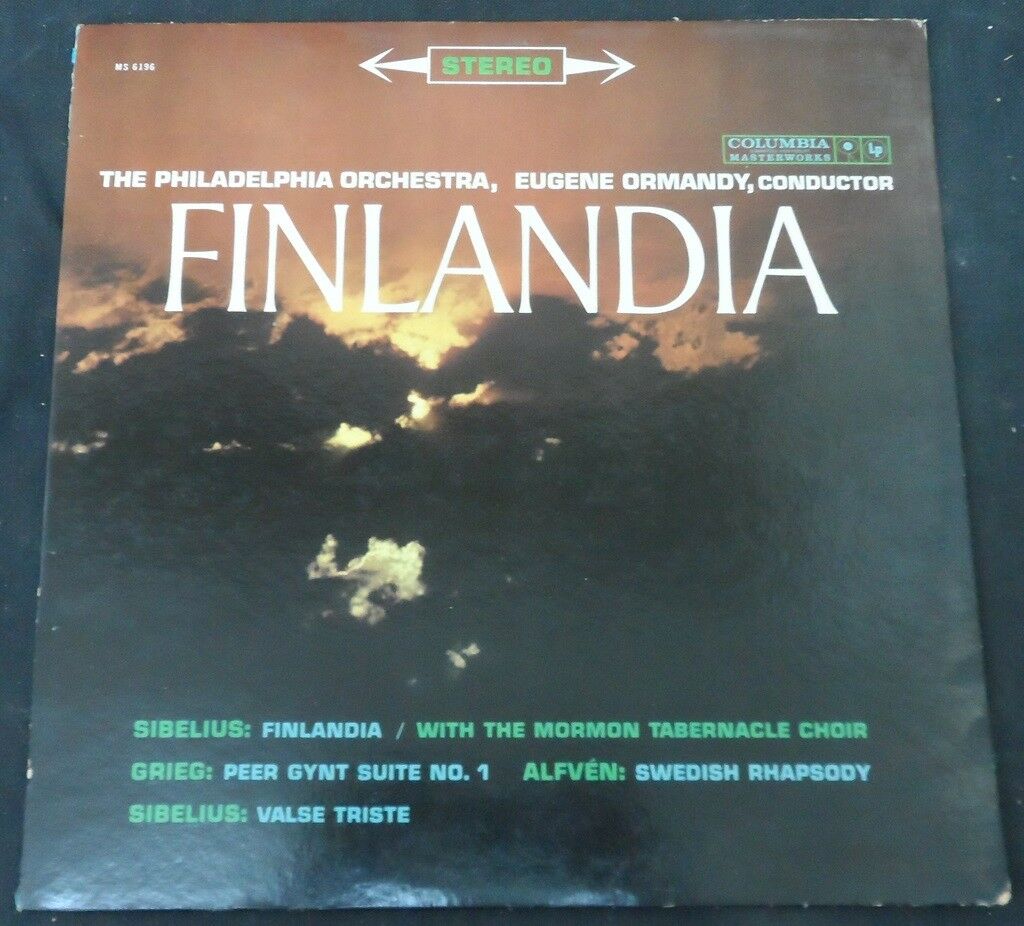 MS 6196
STEREO
COLUMBIA
MASTERWORKS
Lp
THE PHILADELPHIA ORCHESTRA, EUGENE ORMANDY, CONDUCTOR
FINLANDIA
SIBELIUS: FINLANDIA / WITH THE MORMON TABERNACLE CHOIR
GRIEG: PEER GYNT SUITE NO. 1 ALFVÉN: SWEDISH RHAPSODY
SIBELIUS: VALSE TRISTE